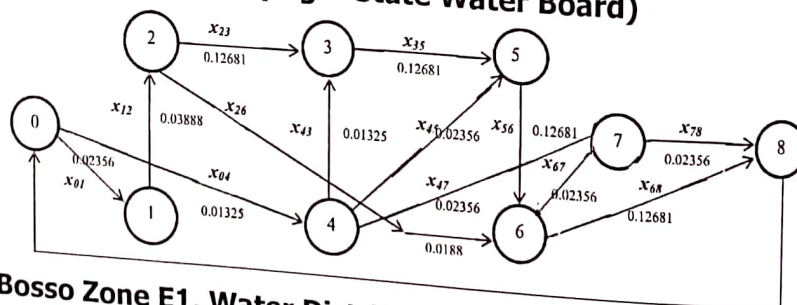 State Water Board)
x23
0.12681
x35
0.12681
2
3
5
0
x12
0.03888
x26
x43
0.01325
0.02356
x56
0.12681
7
x78
0.02356
8
0.02356
x01
x04
0.01325
x47
0.02356
x67
0.02356
x68
0.12681
1
4
0.0188
6
Bosso Zone E1, Water